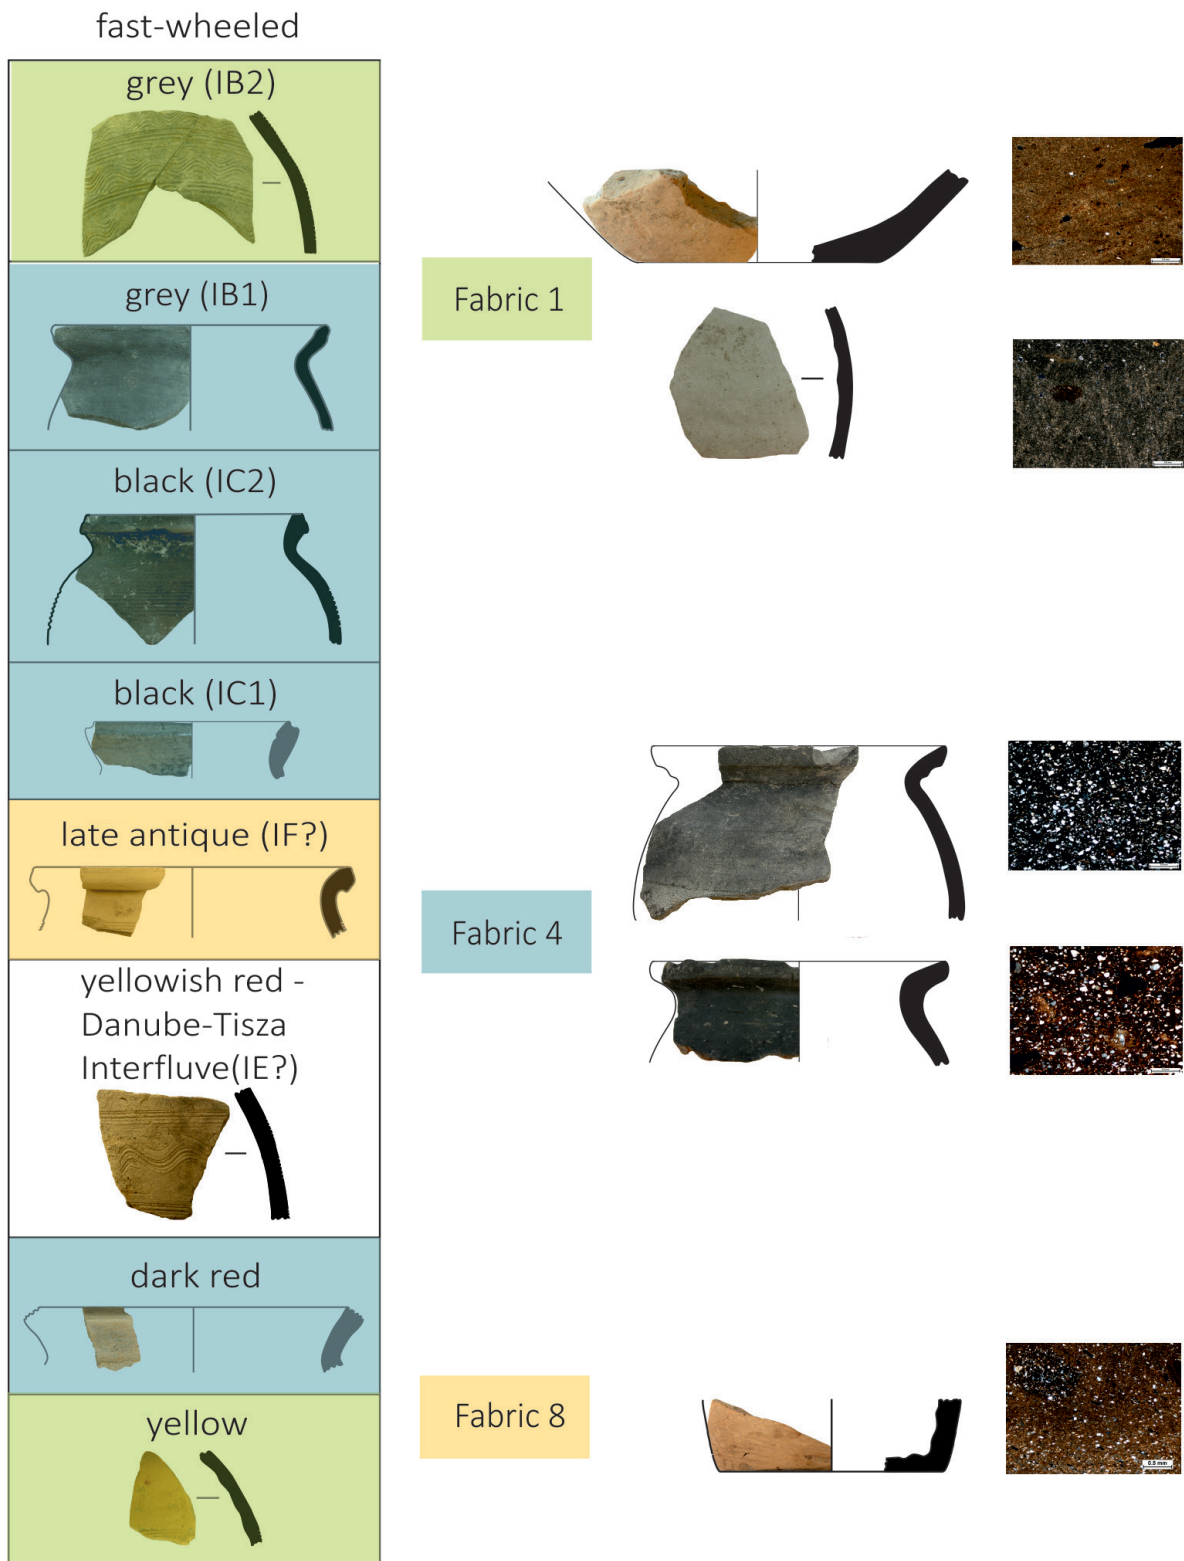 fast-wheeled
grey (IB2)
grey (IB1)
black (IC2)
black (IC1)
late antique (IF?)
yellowish red -
Danube-Tisza
Interfluve(IE?)
dark red
yellow
Fabric 1
Fabric 4
Fabric 8
0.5 mm